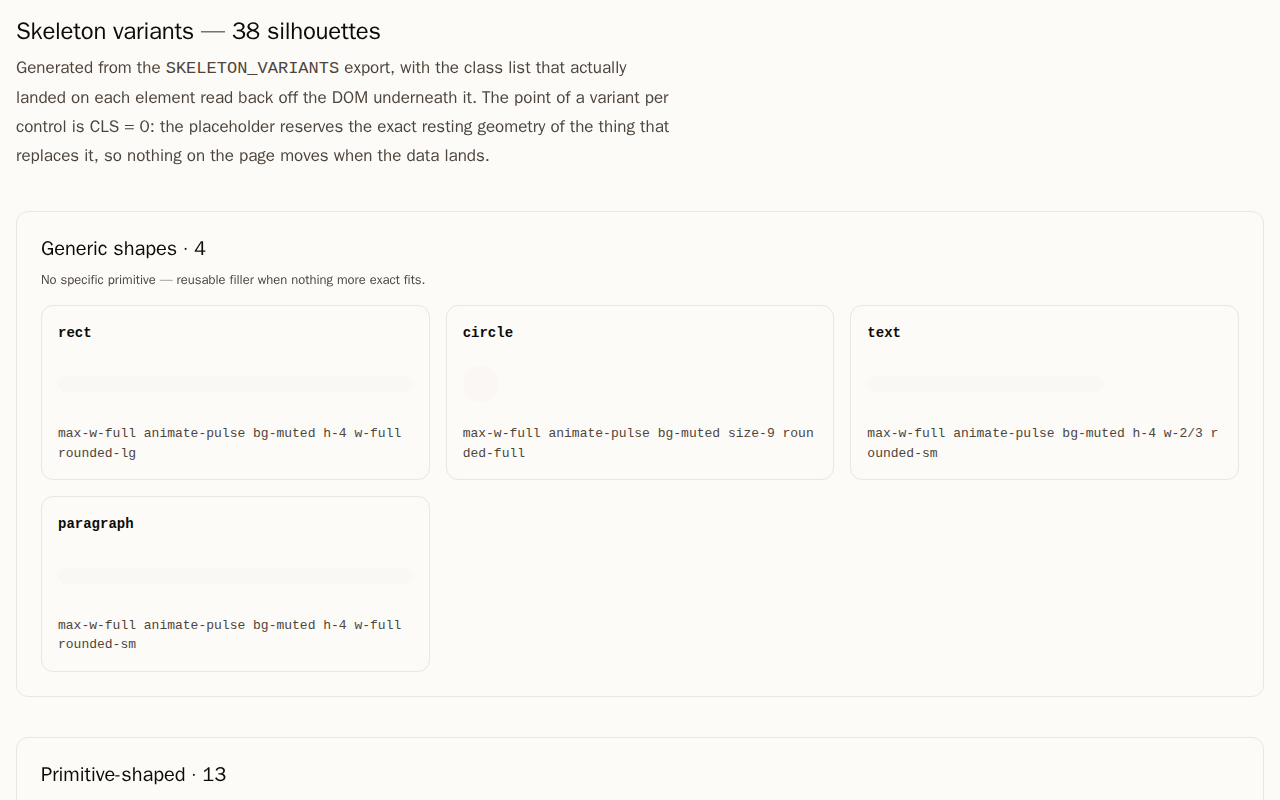 Skeleton variants — 38 silhouettes
Generated from the SKELETON_VARIANTS export, with the class list that actually
landed on each element read back off the DOM underneath it. The point of a variant per
control is CLS = 0: the placeholder reserves the exact resting geometry of the thing that
replaces it, so nothing on the page moves when the data lands.
Generic shapes · 4
No specific primitive — reusable filler when nothing more exact fits.
rect
max-w-full animate-pulse bg-muted h-4 w-full
rounded-lg
circle
max-w-full animate-pulse bg-muted size-9 roun
ded-full
text
max-w-full animate-pulse bg-muted h-4 w-2/3 r
ounded-sm
paragraph
max-w-full animate-pulse bg-muted h-4 w-full
rounded-sm
Primitive-shaped · 13